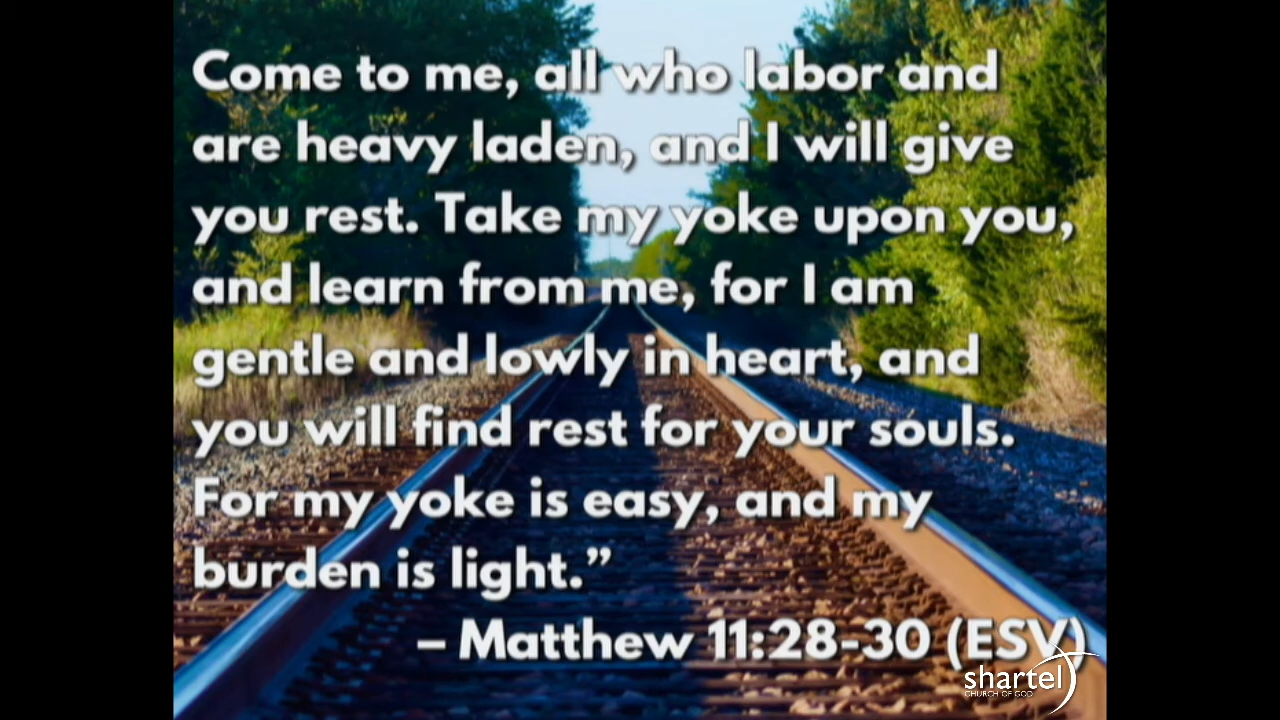 Come to me, all who labor and
are heavy laden, and I will give
you rest. Take my yoke upon you,
and learn from me, for I am
gentle and lowly in heart, and
you will find rest for your souls.
For my yoke is easy, and my
burden is light.”
– Matthew 11:28-30 (ESV)
shartel
CHURCH OF GOD